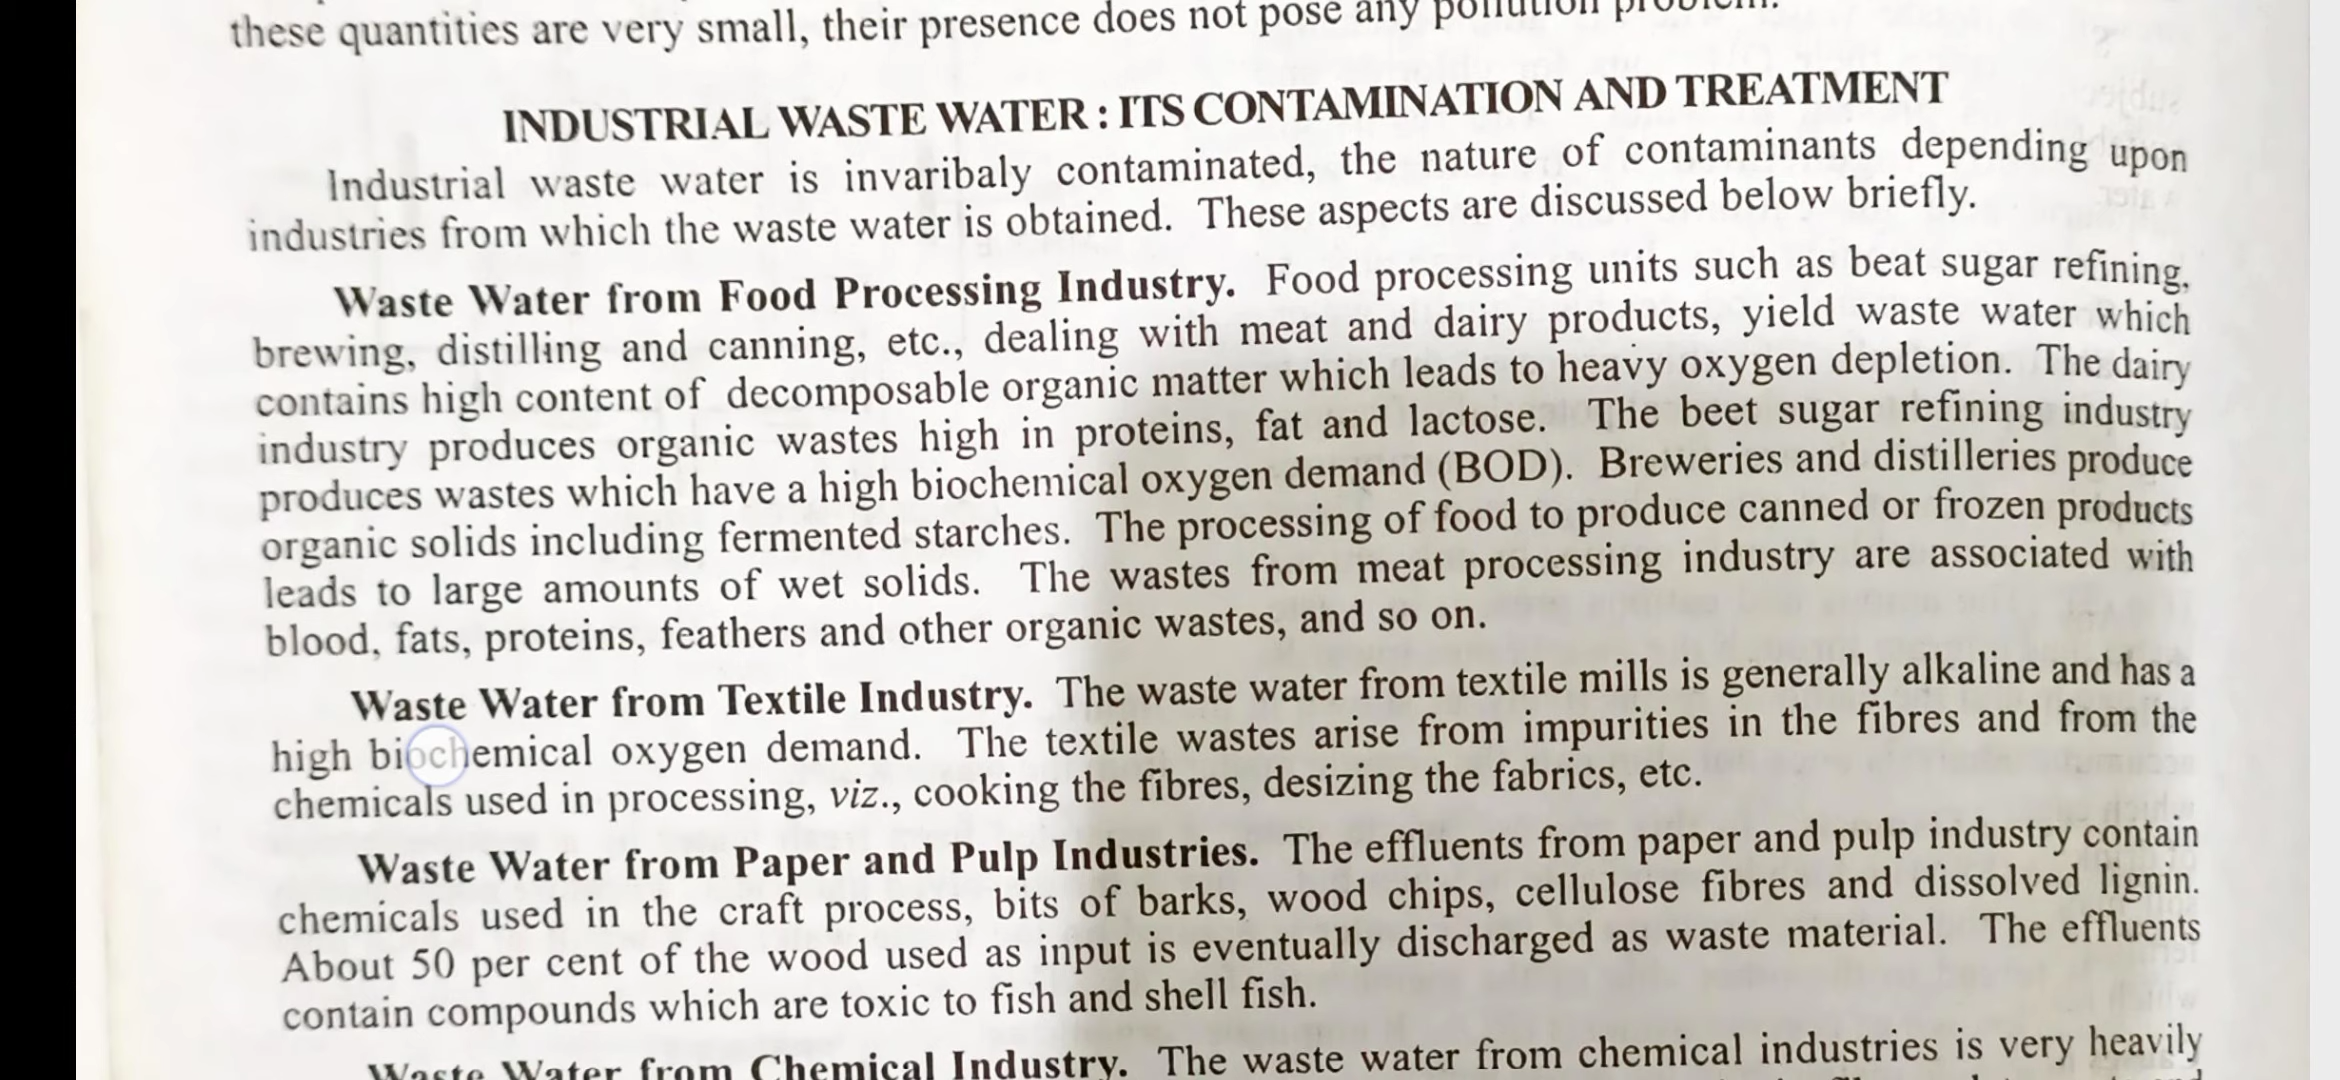 these quantities are very small, their presence does not pose any pollution problem.
INDUSTRIAL WASTE WATER : ITS CONTAMINATION AND TREATMENT
Industrial waste water is invaribaly contaminated, the nature of contaminants depending upon
industries from which the waste water is obtained. These aspects are discussed below briefly.
Waste Water from Food Processing Industry. Food processing units such as beat sugar refining,
brewing, distilling and canning, etc., dealing with meat and dairy products, yield waste water which
contains high content of decomposable organic matter which leads to heavy oxygen depletion. The dairy
industry produces organic wastes high in proteins, fat and lactose. The beet sugar refining industry
produces wastes which have a high biochemical oxygen demand (BOD). Breweries and distilleries produce
organic solids including fermented starches. The processing of food to produce canned or frozen products
leads to large amounts of wet solids. The wastes from meat processing industry are associated with
blood, fats, proteins, feathers and other organic wastes, and so on.
Waste Water from Textile Industry. The waste water from textile mills is generally alkaline and has a
high biochemical oxygen demand. The textile wastes arise from impurities in the fibres and from the
chemicals used in processing, viz., cooking the fibres, desizing the fabrics, etc.
Waste Water from Paper and Pulp Industries. The effluents from paper and pulp industry contain
chemicals used in the craft process, bits of barks, wood chips, cellulose fibres and dissolved lignin.
About 50 per cent of the wood used as input is eventually discharged as waste material. The effluents
contain compounds which are toxic to fish and shell fish.
Waste Water from Chemical Industry. The waste water from chemical industries is very heavily